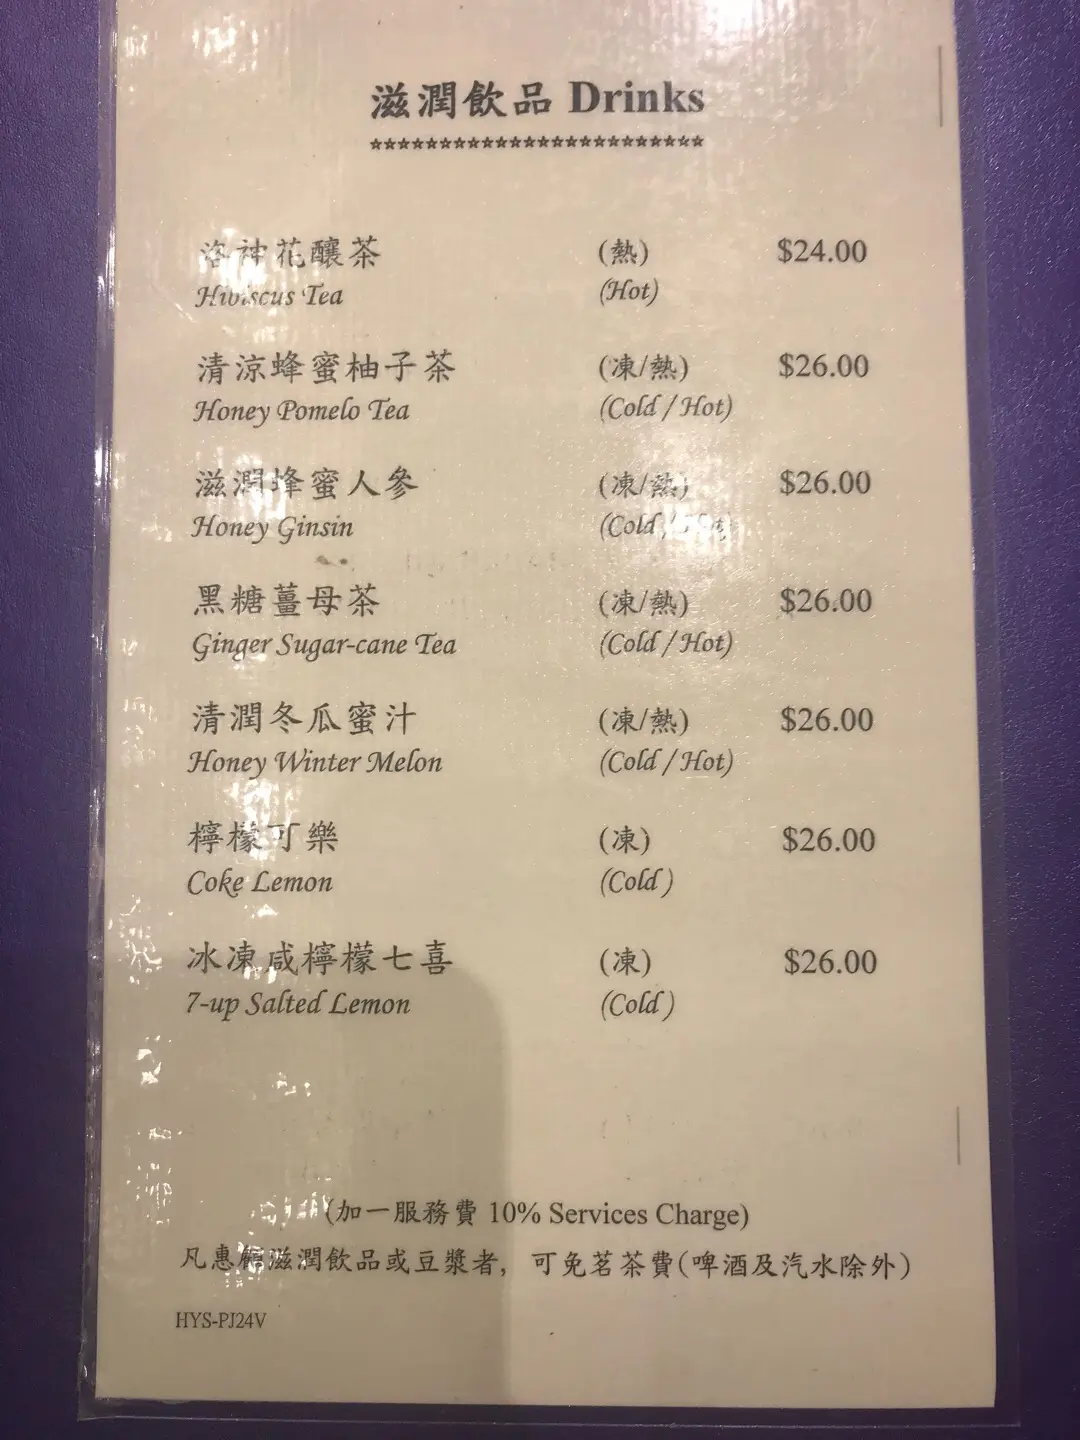 滋潤飲品 Drinks
☆☆☆☆☆☆☆☆☆☆☆☆☆☆☆☆☆☆☆☆☆☆☆☆
洛神花釀茶 (熱) $24.00
Hibiscus Tea (Hot)
清涼蜂蜜柚子茶 (凍/熱) $26.00
Honey Pomelo Tea (Cold / Hot)
滋潤蜂蜜人參 (凍/熱) $26.00
Honey Ginsin (Cold / Hot)
黑糖薑母茶 (凍/熱) $26.00
Ginger Sugar-cane Tea (Cold / Hot)
清潤冬瓜蜜汁 (凍/熱) $26.00
Honey Winter Melon (Cold / Hot)
檸檬可樂 (凍) $26.00
Coke Lemon (Cold)
冰凍咸檸檬七喜 (凍) $26.00
7-up Salted Lemon (Cold)
(加一服務費 10% Services Charge)
凡惠顧滋潤飲品或豆漿者，可免茗茶費(啤酒及汽水除外)
HYS-PJ24V